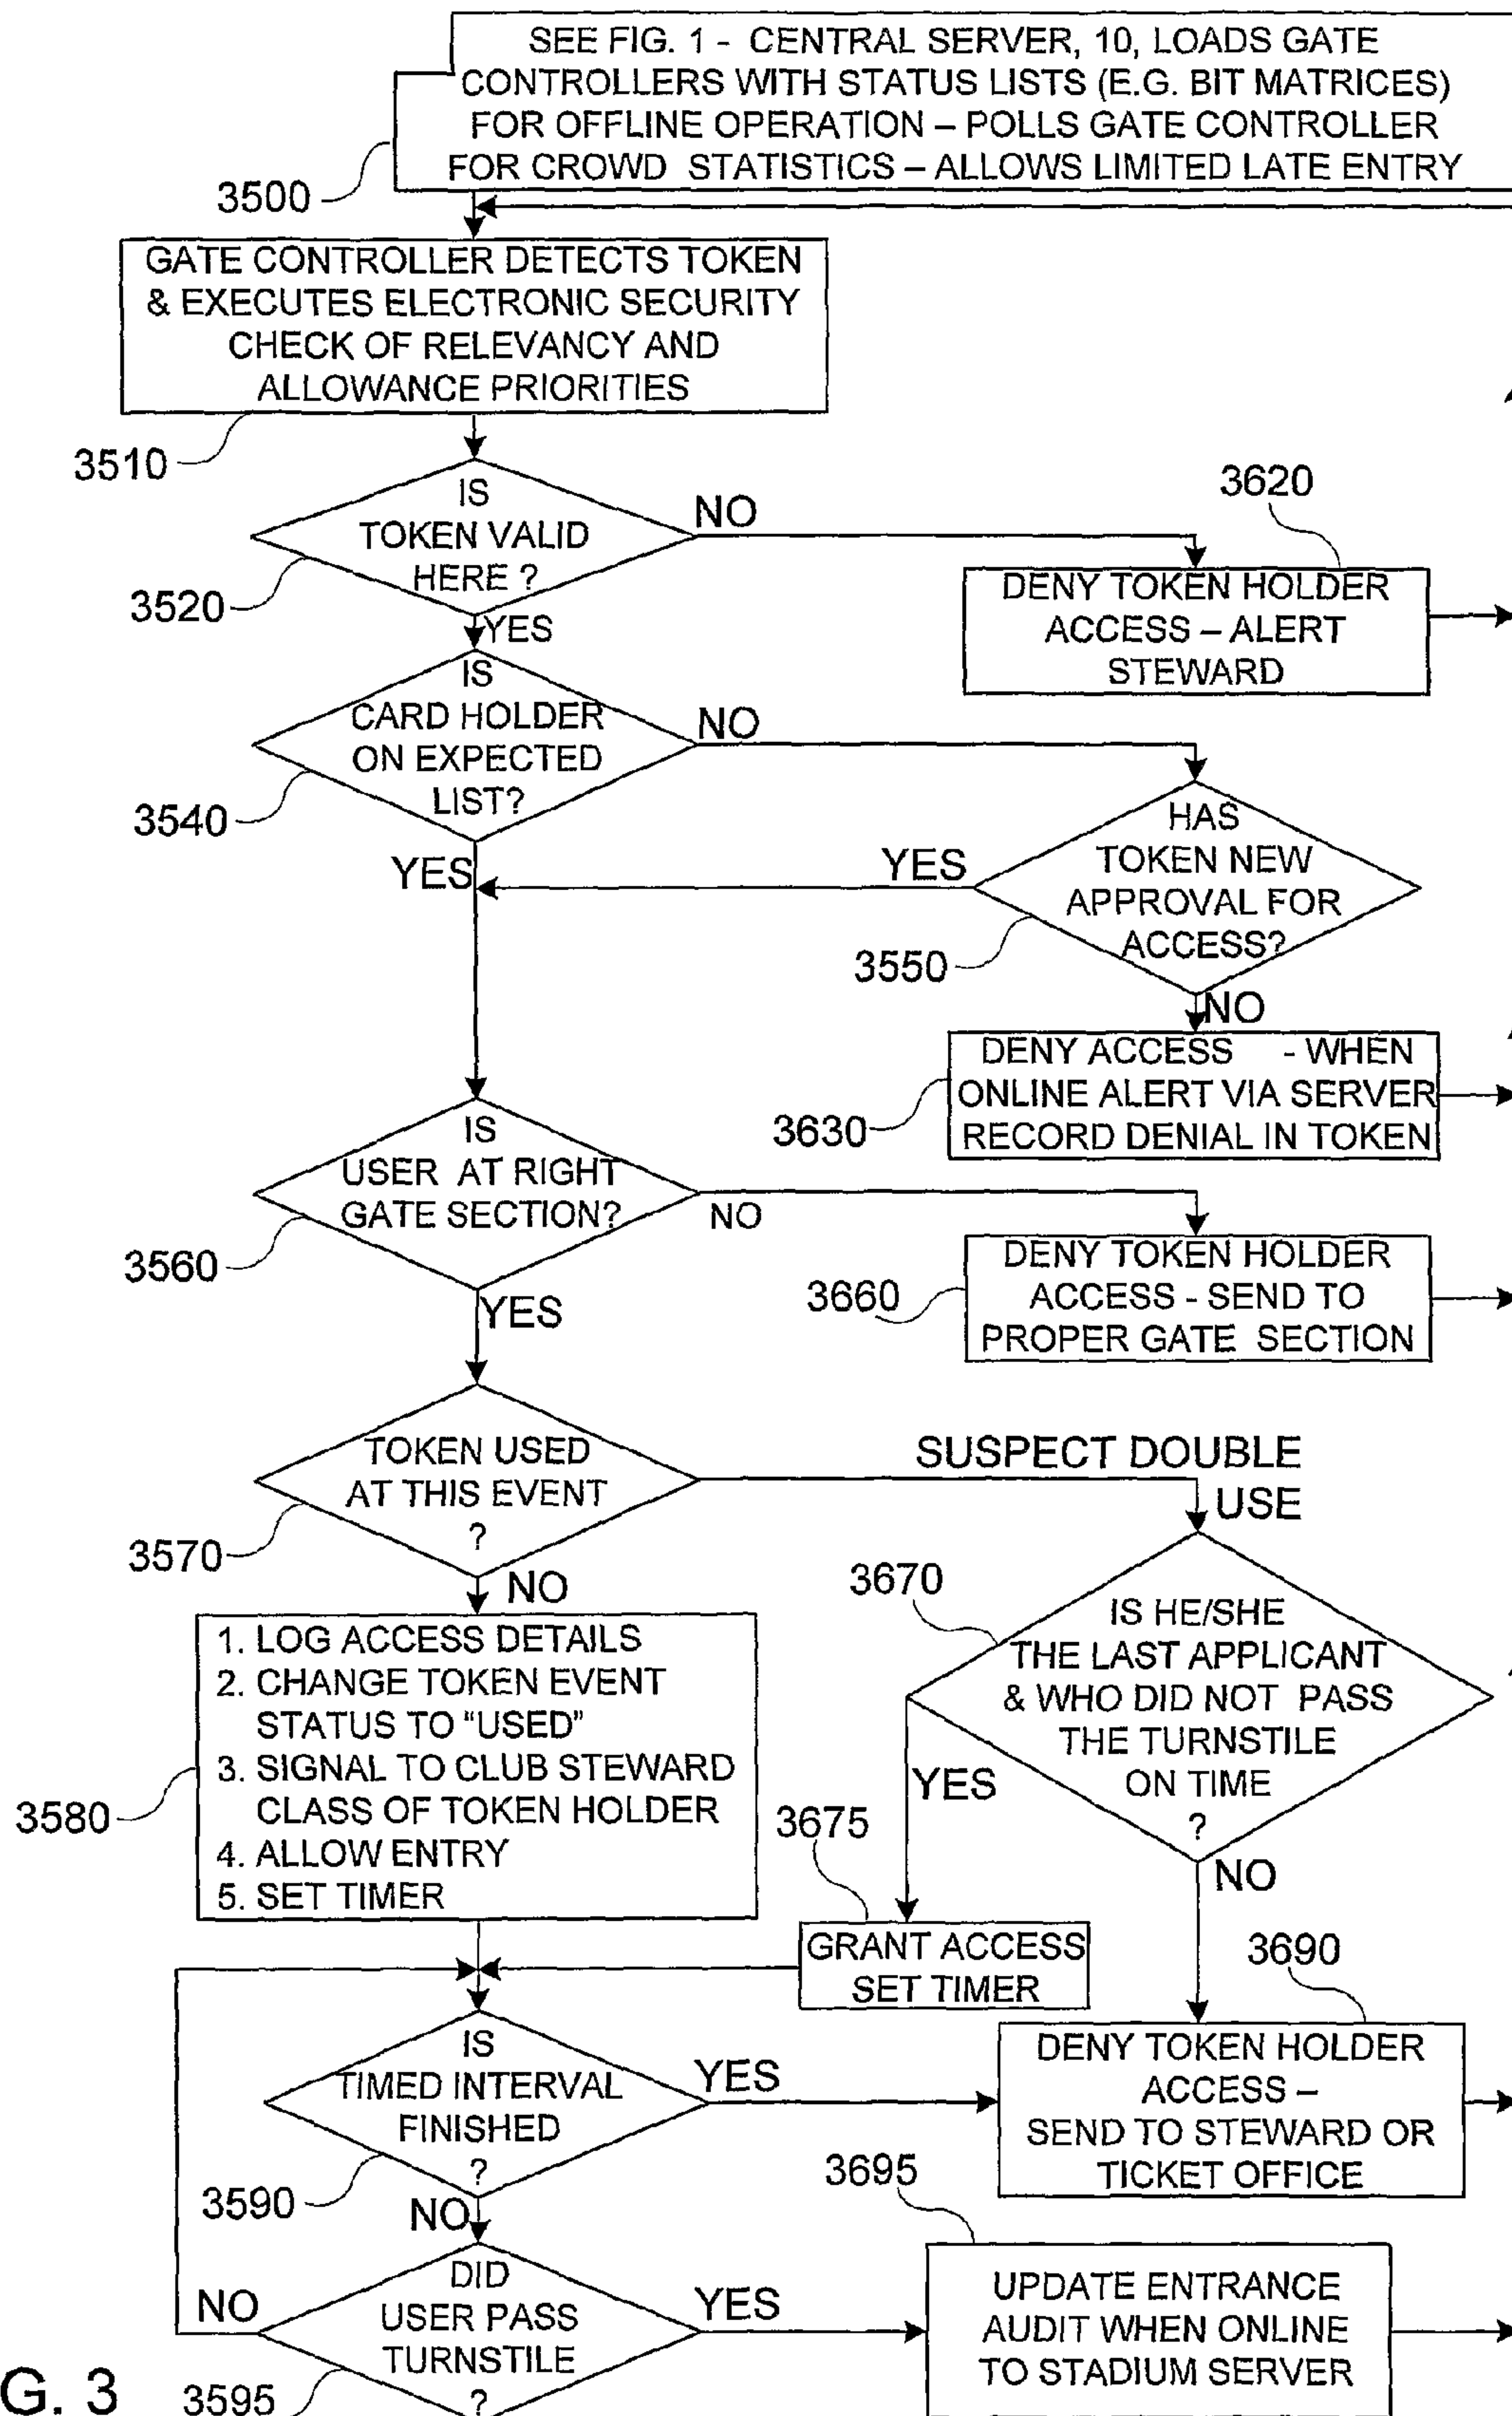 SEE FIG. 1 - CENTRAL SERVER, 10, LOADS GATE
CONTROLLERS WITH STATUS LISTS (E.G. BIT MATRICES)
FOR OFFLINE OPERATION – POLLS GATE CONTROLLER
FOR CROWD STATISTICS – ALLOWS LIMITED LATE ENTRY
3500
GATE CONTROLLER DETECTS TOKEN
& EXECUTES ELECTRONIC SECURITY
CHECK OF RELEVANCY AND
ALLOWANCE PRIORITIES
3510
IS
TOKEN VALID
HERE ?
NO
3520
YES
3620
DENY TOKEN HOLDER
ACCESS – ALERT
STEWARD
IS
CARD HOLDER
ON EXPECTED
LIST?
NO
3540
YES
HAS
TOKEN NEW
APPROVAL FOR
ACCESS?
YES
3550
NO
DENY ACCESS - WHEN
ONLINE ALERT VIA SERVER
RECORD DENIAL IN TOKEN
3630
IS
USER AT RIGHT
GATE SECTION?
NO
3560
YES
DENY TOKEN HOLDER
ACCESS - SEND TO
PROPER GATE SECTION
3660
TOKEN USED
AT THIS EVENT
?
SUSPECT DOUBLE
USE
3570
NO
3670
IS HE/SHE
THE LAST APPLICANT
& WHO DID NOT PASS
THE TURNSTILE
ON TIME
?
YES
NO
1. LOG ACCESS DETAILS
2. CHANGE TOKEN EVENT
STATUS TO “USED”
3. SIGNAL TO CLUB STEWARD
CLASS OF TOKEN HOLDER
4. ALLOW ENTRY
5. SET TIMER
3580
3675
GRANT ACCESS
SET TIMER
3690
DENY TOKEN HOLDER
ACCESS –
SEND TO STEWARD OR
TICKET OFFICE
IS
TIMED INTERVAL
FINISHED
?
YES
3590
NO
3695
DID
USER PASS
TURNSTILE
?
NO
YES
3595
UPDATE ENTRANCE
AUDIT WHEN ONLINE
TO STADIUM SERVER
G. 3